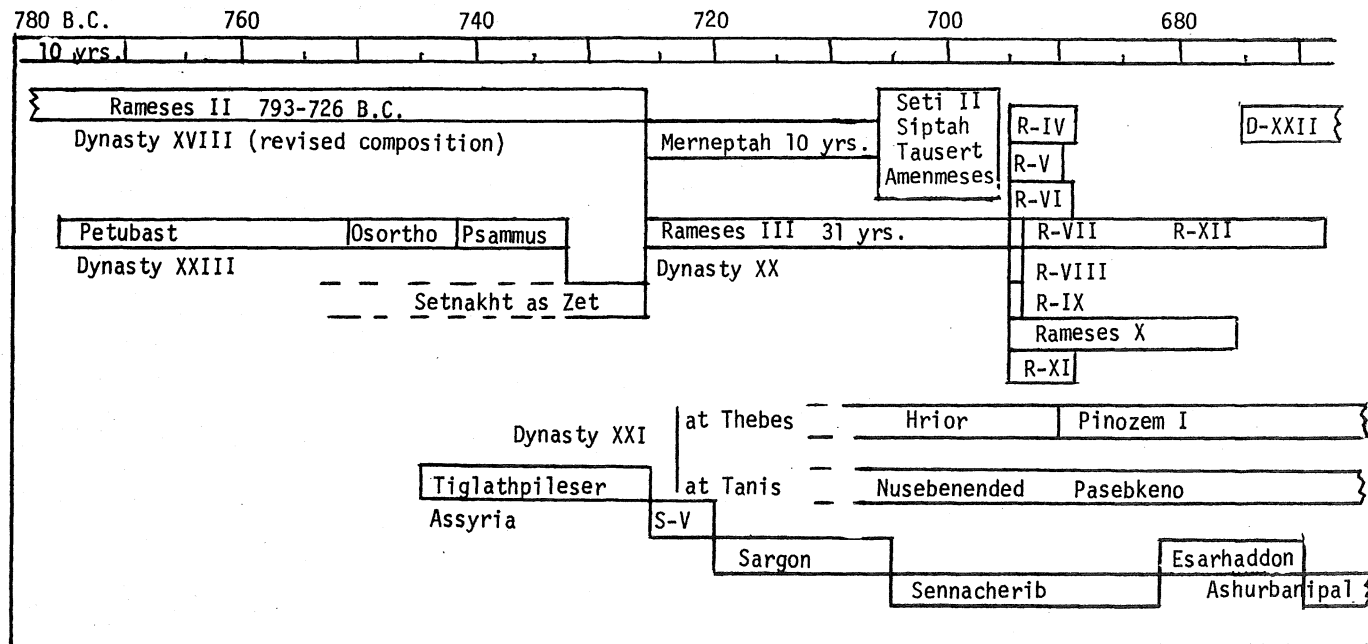 780 B.C. 760 740 720 700 680
10 yrs.
Rameses II 793-726 B.C.
Dynasty XVIII (revised composition)
Merneptah 10 yrs.
Seti II
Siptah
Tausert
Amenmeses
R-IV
R-V
R-VI
D-XXII
Petubast Osortho Psammus
Dynasty XXIII
Setnakht as Zet
Rameses III 31 yrs.
Dynasty XX
R-VII R-XII
R-VIII
R-IX
Rameses X
R-XI
Dynasty XXI
at Thebes Hrior Pinozem I
at Tanis Nusebenended Pasebkeno
Tiglathpileser
Assyria
S-V
Sargon
Sennacherib
Esarhaddon
Ashurbanipal